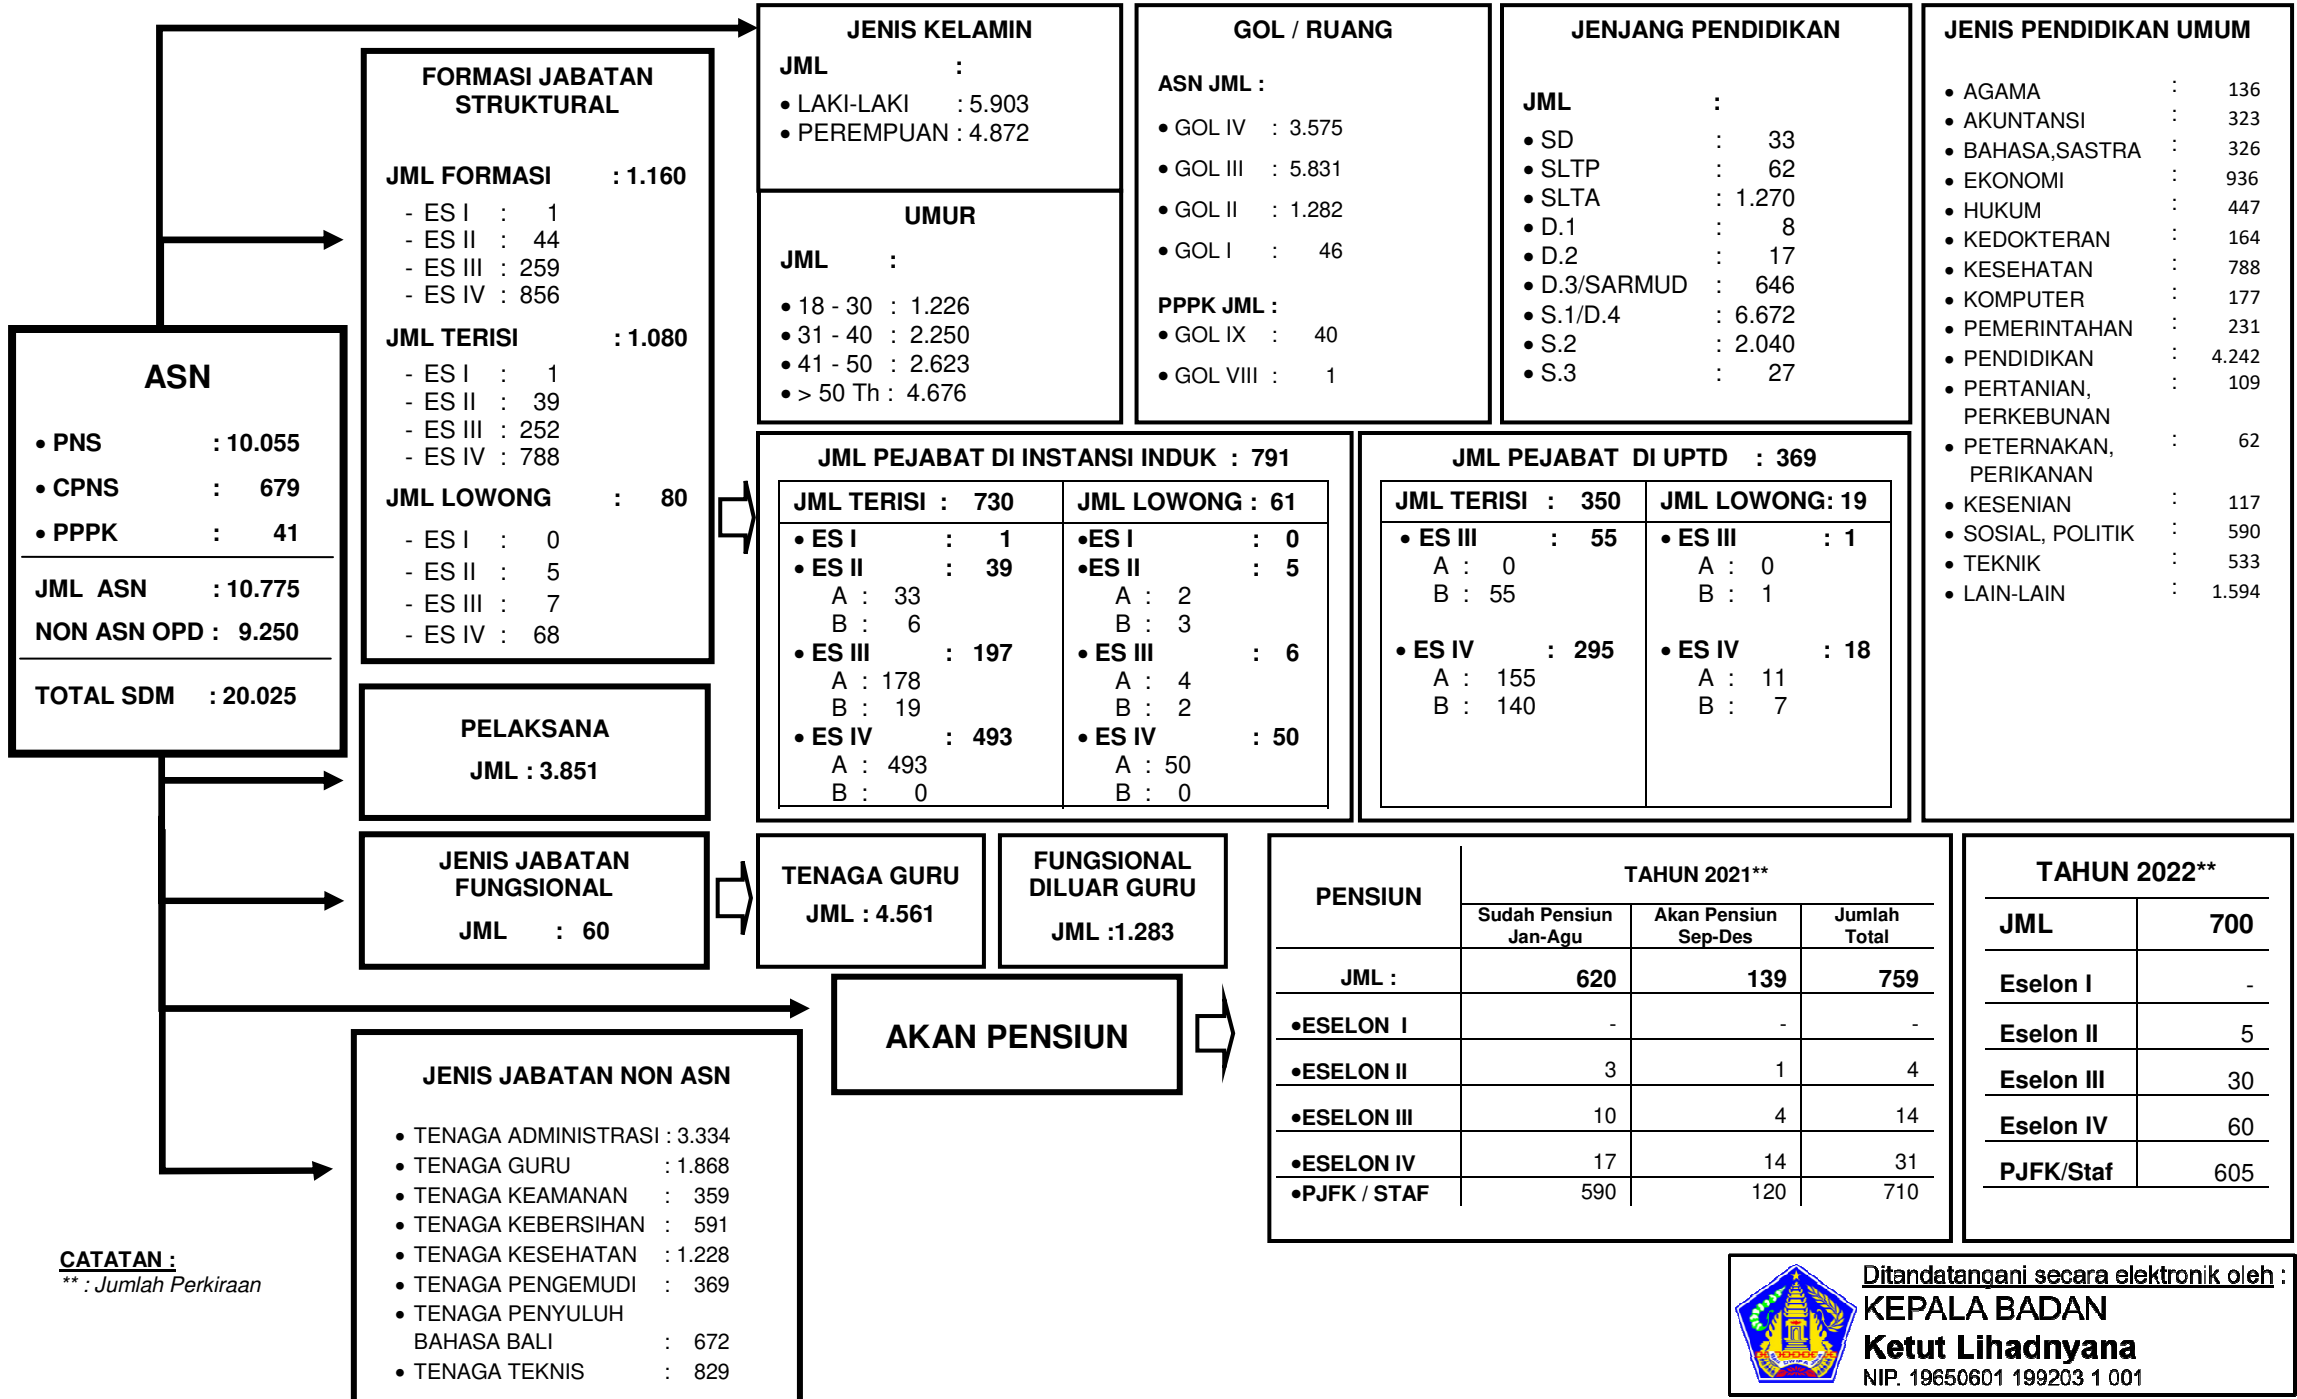 ASN
• PNS : 10.055
• CPNS : 679
• PPPK : 41
JML ASN : 10.775
NON ASN OPD : 9.250
TOTAL SDM : 20.025
FORMASI JABATAN
STRUKTURAL
JML FORMASI : 1.160
- ES I : 1
- ES II : 44
- ES III : 259
- ES IV : 856
JML TERISI : 1.080
- ES I : 1
- ES II : 39
- ES III : 252
- ES IV : 788
JML LOWONG : 80
- ES I : 0
- ES II : 5
- ES III : 7
- ES IV : 68
JENIS KELAMIN
JML :
• LAKI-LAKI : 5.903
• PEREMPUAN : 4.872
UMUR
JML :
• 18 - 30 : 1.226
• 31 - 40 : 2.250
• 41 - 50 : 2.623
• > 50 Th : 4.676
GOL / RUANG
ASN JML :
• GOL IV : 3.575
• GOL III : 5.831
• GOL II : 1.282
• GOL I : 46
PPPK JML :
• GOL IX : 40
• GOL VIII : 1
JENJANG PENDIDIKAN
JML :
• SD : 33
• SLTP : 62
• SLTA : 1.270
• D.1 : 8
• D.2 : 17
• D.3/SARMUD : 646
• S.1/D.4 : 6.672
• S.2 : 2.040
• S.3 : 27
JENIS PENDIDIKAN UMUM
• AGAMA : 136
• AKUNTANSI : 323
• BAHASA,SASTRA : 326
• EKONOMI : 936
• HUKUM : 447
• KEDOKTERAN : 164
• KESEHATAN : 788
• KOMPUTER : 177
• PEMERINTAHAN : 231
• PENDIDIKAN : 4.242
• PERTANIAN, : 109
PERKEBUNAN
• PETERNAKAN, : 62
PERIKANAN
• KESENIAN : 117
• SOSIAL, POLITIK : 590
• TEKNIK : 533
• LAIN-LAIN : 1.594
JML PEJABAT DI INSTANSI INDUK : 791
JML TERISI : 730
• ES I : 1
• ES II : 39
A : 33
B : 6
• ES III : 197
A : 178
B : 19
• ES IV : 493
A : 493
B : 0
JML LOWONG : 61
•ES I : 0
•ES II : 5
A : 2
B : 3
• ES III : 6
A : 4
B : 2
• ES IV : 50
A : 50
B : 0
JML PEJABAT DI UPTD : 369
JML TERISI : 350
• ES III : 55
A : 0
B : 55
• ES IV : 295
A : 155
B : 140
JML LOWONG: 19
• ES III : 1
A : 0
B : 1
• ES IV : 18
A : 11
B : 7
PELAKSANA
JML : 3.851
JENIS JABATAN
FUNGSIONAL
JML : 60
TENAGA GURU
JML : 4.561
FUNGSIONAL
DILUAR GURU
JML :1.283
AKAN PENSIUN
PENSIUN
TAHUN 2021**
Sudah Pensiun Akan Pensiun Jumlah
Jan-Agu Sep-Des Total
JML : 620 139 759
•ESELON I - - -
•ESELON II 3 1 4
•ESELON III 10 4 14
•ESELON IV 17 14 31
•PJFK / STAF 590 120 710
TAHUN 2022**
JML 700
Eselon I -
Eselon II 5
Eselon III 30
Eselon IV 60
PJFK/Staf 605
JENIS JABATAN NON ASN
• TENAGA ADMINISTRASI : 3.334
• TENAGA GURU : 1.868
• TENAGA KEAMANAN : 359
• TENAGA KEBERSIHAN : 591
• TENAGA KESEHATAN : 1.228
• TENAGA PENGEMUDI : 369
• TENAGA PENYULUH
BAHASA BALI : 672
• TENAGA TEKNIS : 829
CATATAN :
** : Jumlah Perkiraan
Ditandatangani secara elektronik oleh :
KEPALA BADAN
Ketut Lihadnyana
NIP. 19650601 199203 1 001